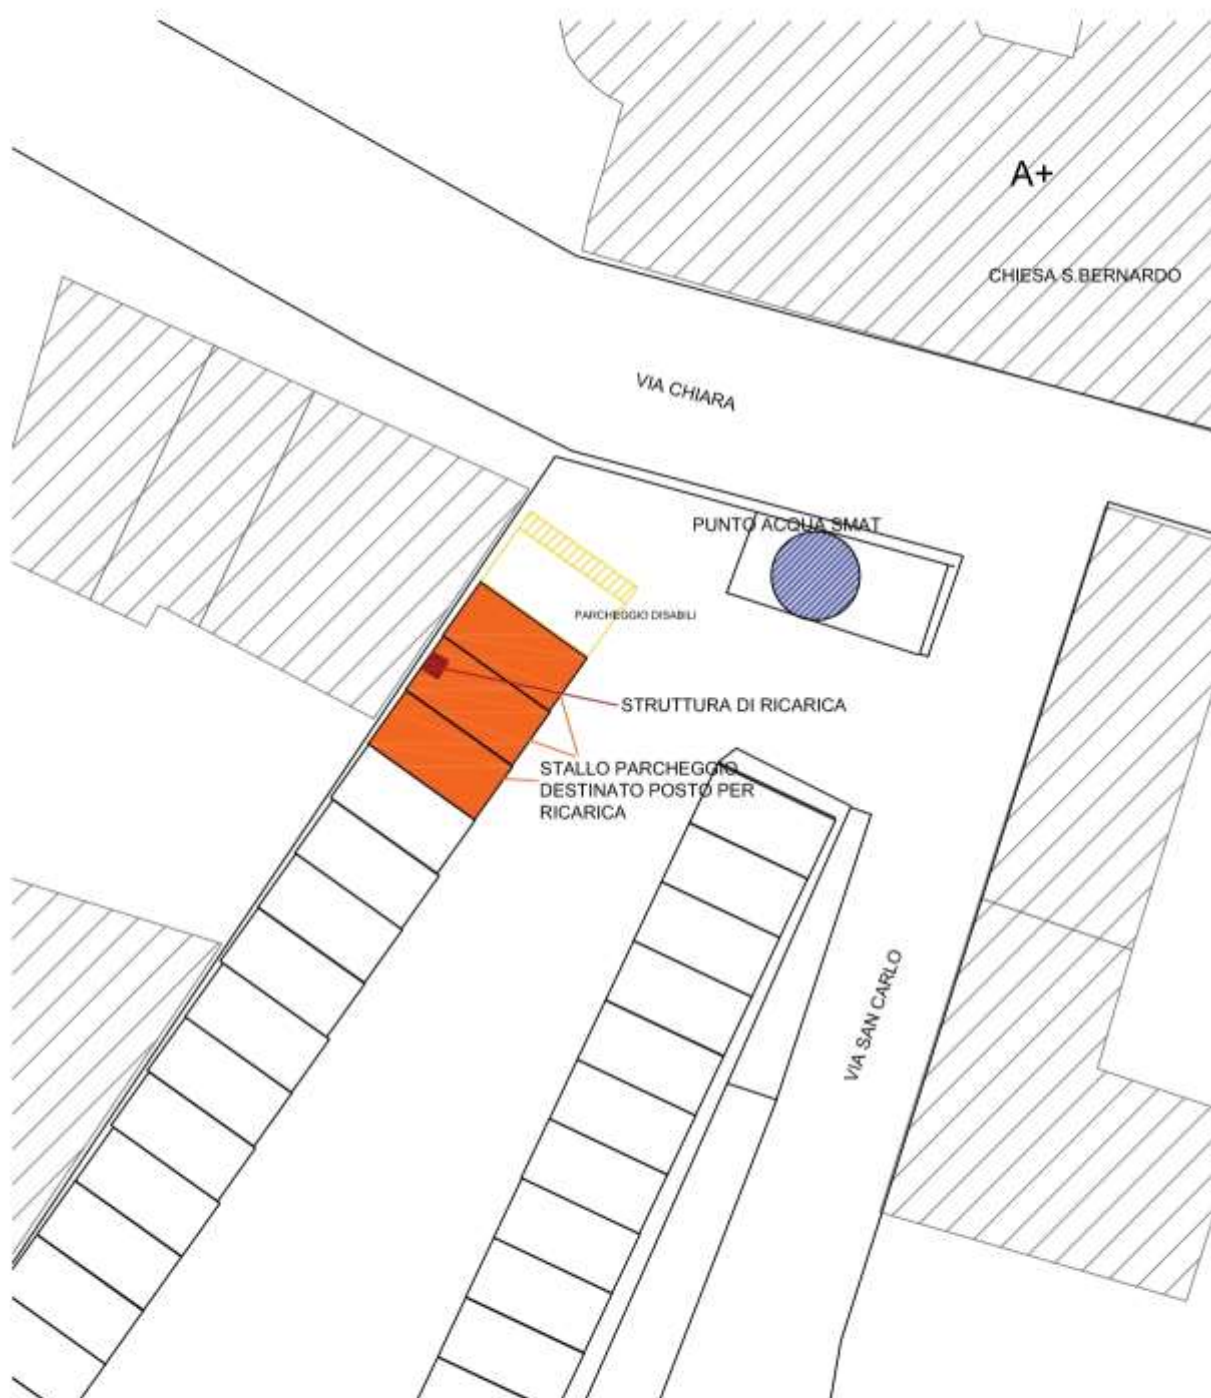 A+
CHIESA S.BERNARDO
VIA CHIARA
PUNTO ACQUA SMAT
PARCHEGGIO DISABILI
STRUTTURA DI RICARICA
STALLO PARCHEGGIO
DESTINATO POSTO PER
RICARICA
VIA SAN CARLO